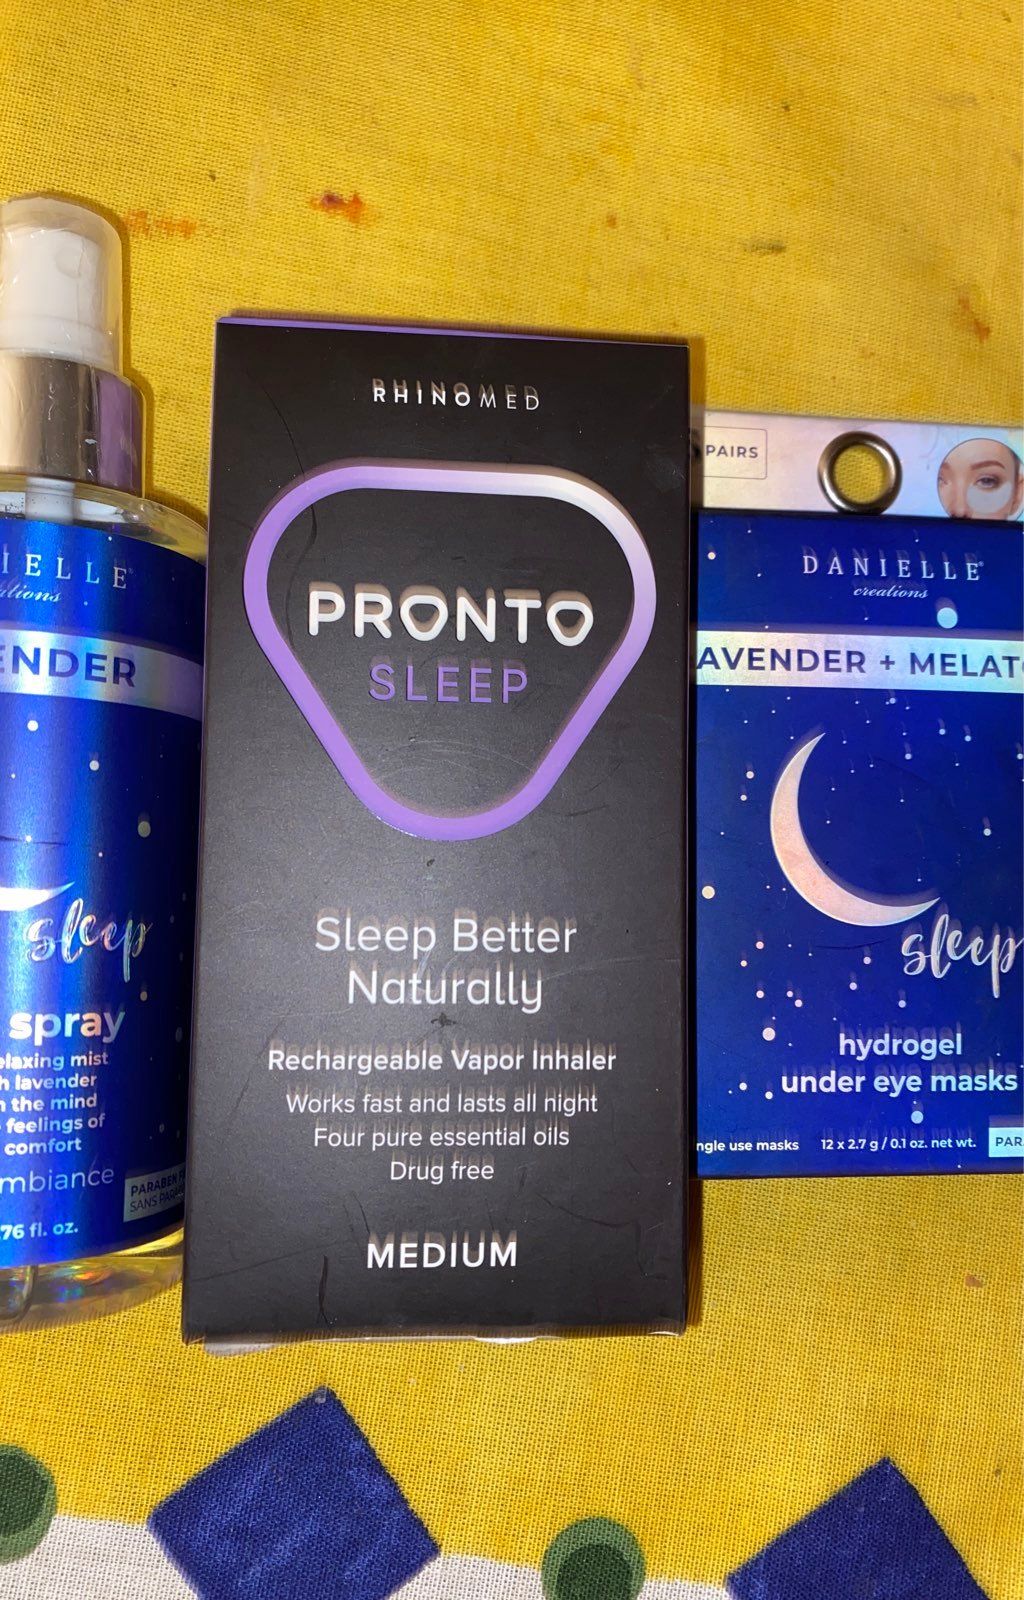 RHINOMED
PRONTO
SLEEP
Sleep Better
Naturally
Rechargeable Vapor Inhaler
Works fast and lasts all night
Four pure essential oils
Drug free
MEDIUM
IELLE
ations
ENDER
sleep
spray
elaxing mist
h lavender
n the mind
feelings of
comfort
mbiance
PARABEN F
SANS PARA
76 fl. oz.
PAIRS
DANIELLE®
creations
AVENDER + MELATO
sleep
hydrogel
under eye masks
ngle use masks 12 x 2.7 g / 0.1 oz. net wt. PAR